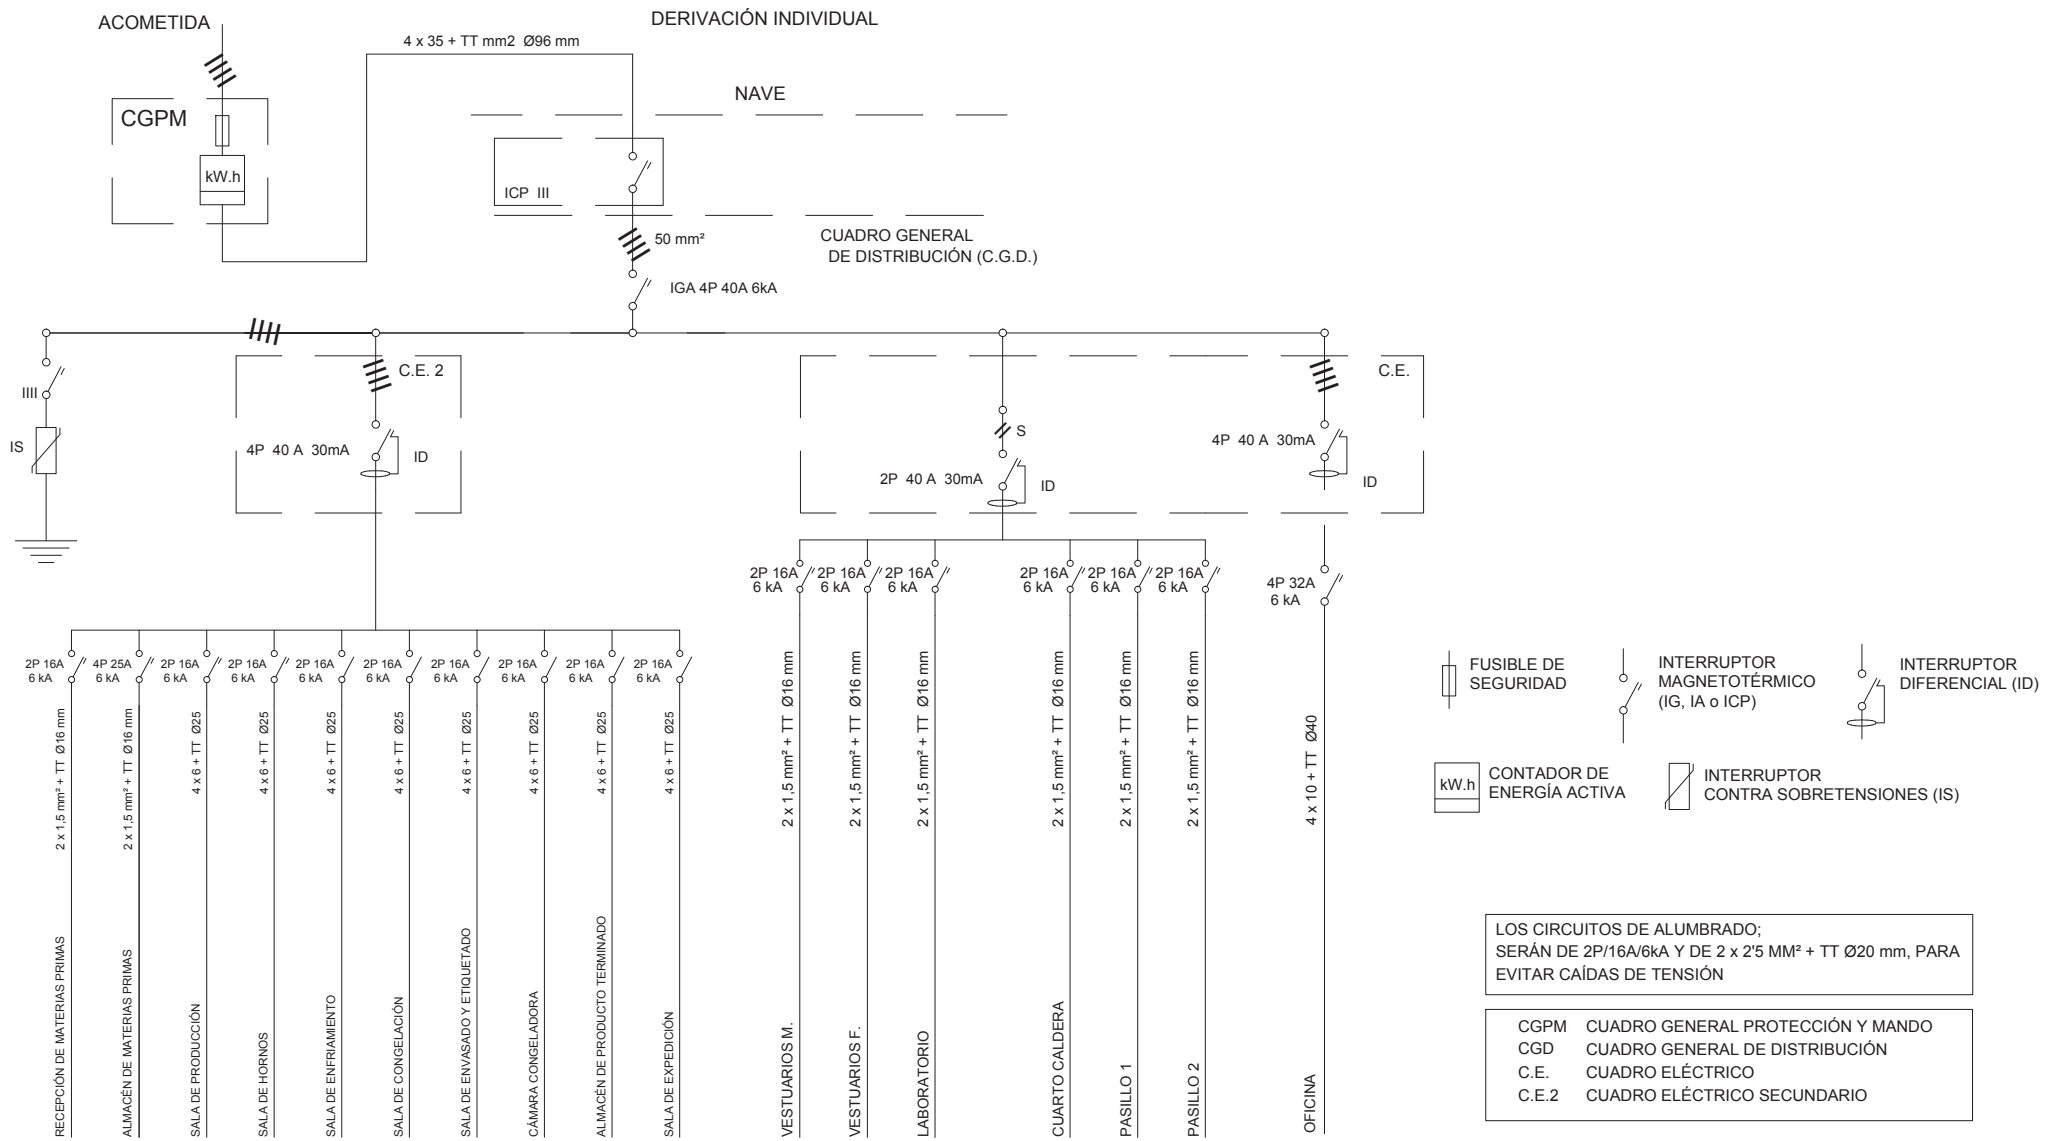 ACOMETIDA
DERIVACIÓN INDIVIDUAL
4 x 35 + TT mm2  Ø96 mm
NAVE
CGPM
kW.h
ICP  III
50 mm²
CUADRO GENERAL
DE DISTRIBUCIÓN (C.G.D.)
IGA 4P 40A 6kA
IIII
IS
C.E. 2
4P  40 A  30mA
ID
S
2P  40 A  30mA
ID
C.E.
4P  40 A  30mA
ID
2P 16A
6 kA
4P 25A
6 kA
2P 16A
6 kA
2P 16A
6 kA
2P 16A
6 kA
2P 16A
6 kA
2P 16A
6 kA
2P 16A
6 kA
2P 16A
6 kA
2P 16A
6 kA
2P 16A
6 kA
2P 16A
6 kA
2P 16A
6 kA
2P 16A
6 kA
2P 16A
6 kA
2P 16A
6 kA
4P 32A
6 kA
2 x 1,5 mm² + TT  Ø16 mm
2 x 1,5 mm² + TT  Ø16 mm
4 x 6 + TT  Ø25
4 x 6 + TT  Ø25
4 x 6 + TT  Ø25
4 x 6 + TT  Ø25
4 x 6 + TT  Ø25
4 x 6 + TT  Ø25
4 x 6 + TT  Ø25
4 x 6 + TT  Ø25
2 x 1,5 mm² + TT  Ø16 mm
2 x 1,5 mm² + TT  Ø16 mm
2 x 1,5 mm² + TT  Ø16 mm
2 x 1,5 mm² + TT  Ø16 mm
2 x 1,5 mm² + TT  Ø16 mm
2 x 1,5 mm² + TT  Ø16 mm
4 x 10 + TT  Ø40
RECEPCIÓN DE MATERIAS PRIMAS
ALMACÉN DE MATERIAS PRIMAS
SALA DE PRODUCCIÓN
SALA DE HORNOS
SALA DE ENFRIAMIENTO
SALA DE CONGELACIÓN
SALA DE ENVASADO Y ETIQUETADO
CÁMARA CONGELADORA
ALMACÉN DE PRODUCTO TERMINADO
SALA DE EXPEDICIÓN
VESTUARIOS M.
VESTUARIOS F.
LABORATORIO
CUARTO CALDERA
PASILLO 1
PASILLO 2
OFICINA
FUSIBLE DE
SEGURIDAD
INTERRUPTOR
MAGNETOTÉRMICO
(IG, IA o ICP)
INTERRUPTOR
DIFERENCIAL (ID)
kW.h
CONTADOR DE
ENERGÍA ACTIVA
INTERRUPTOR
CONTRA SOBRETENSIONES (IS)
LOS CIRCUITOS DE ALUMBRADO;
SERÁN DE 2P/16A/6kA Y DE 2 x 2'5 MM² + TT Ø20 mm, PARA
EVITAR CAÍDAS DE TENSIÓN
CGPM CUADRO GENERAL PROTECCIÓN Y MANDO
CGD CUADRO GENERAL DE DISTRIBUCIÓN
C.E. CUADRO ELÉCTRICO
C.E.2 CUADRO ELÉCTRICO SECUNDARIO